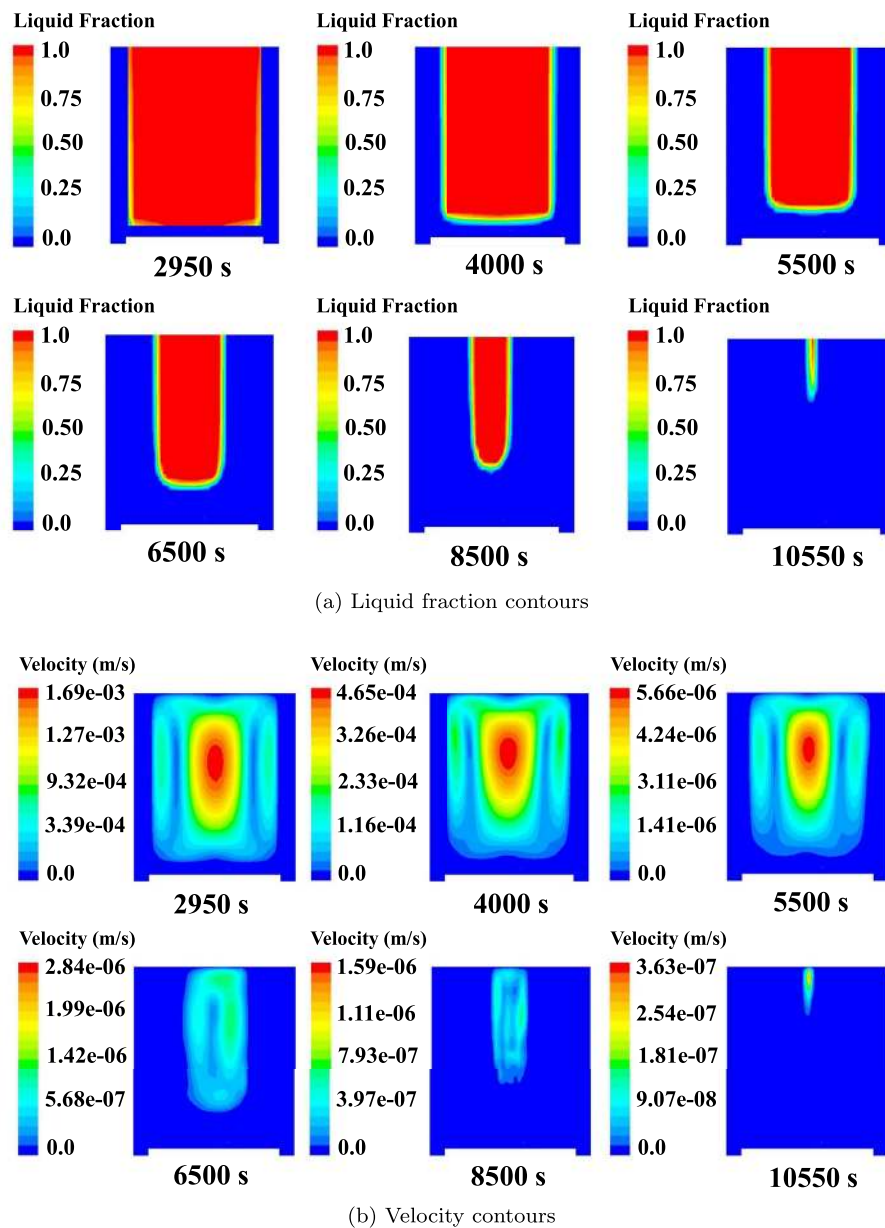 Liquid Fraction
1.0
0.75
0.50
0.25
0.0
2950 s
Liquid Fraction
1.0
0.75
0.50
0.25
0.0
4000 s
Liquid Fraction
1.0
0.75
0.50
0.25
0.0
5500 s
Liquid Fraction
1.0
0.75
0.50
0.25
0.0
6500 s
Liquid Fraction
1.0
0.75
0.50
0.25
0.0
8500 s
Liquid Fraction
1.0
0.75
0.50
0.25
0.0
10550 s
(a) Liquid fraction contours
Velocity (m/s)
1.69e-03
1.27e-03
9.32e-04
3.39e-04
0.0
2950 s
Velocity (m/s)
4.65e-04
3.26e-04
2.33e-04
1.16e-04
0.0
4000 s
Velocity (m/s)
5.66e-06
4.24e-06
3.11e-06
1.41e-06
0.0
5500 s
Velocity (m/s)
2.84e-06
1.99e-06
1.42e-06
5.68e-07
0.0
6500 s
Velocity (m/s)
1.59e-06
1.11e-06
7.93e-07
3.97e-07
0.0
8500 s
Velocity (m/s)
3.63e-07
2.54e-07
1.81e-07
9.07e-08
0.0
10550 s
(b) Velocity contours